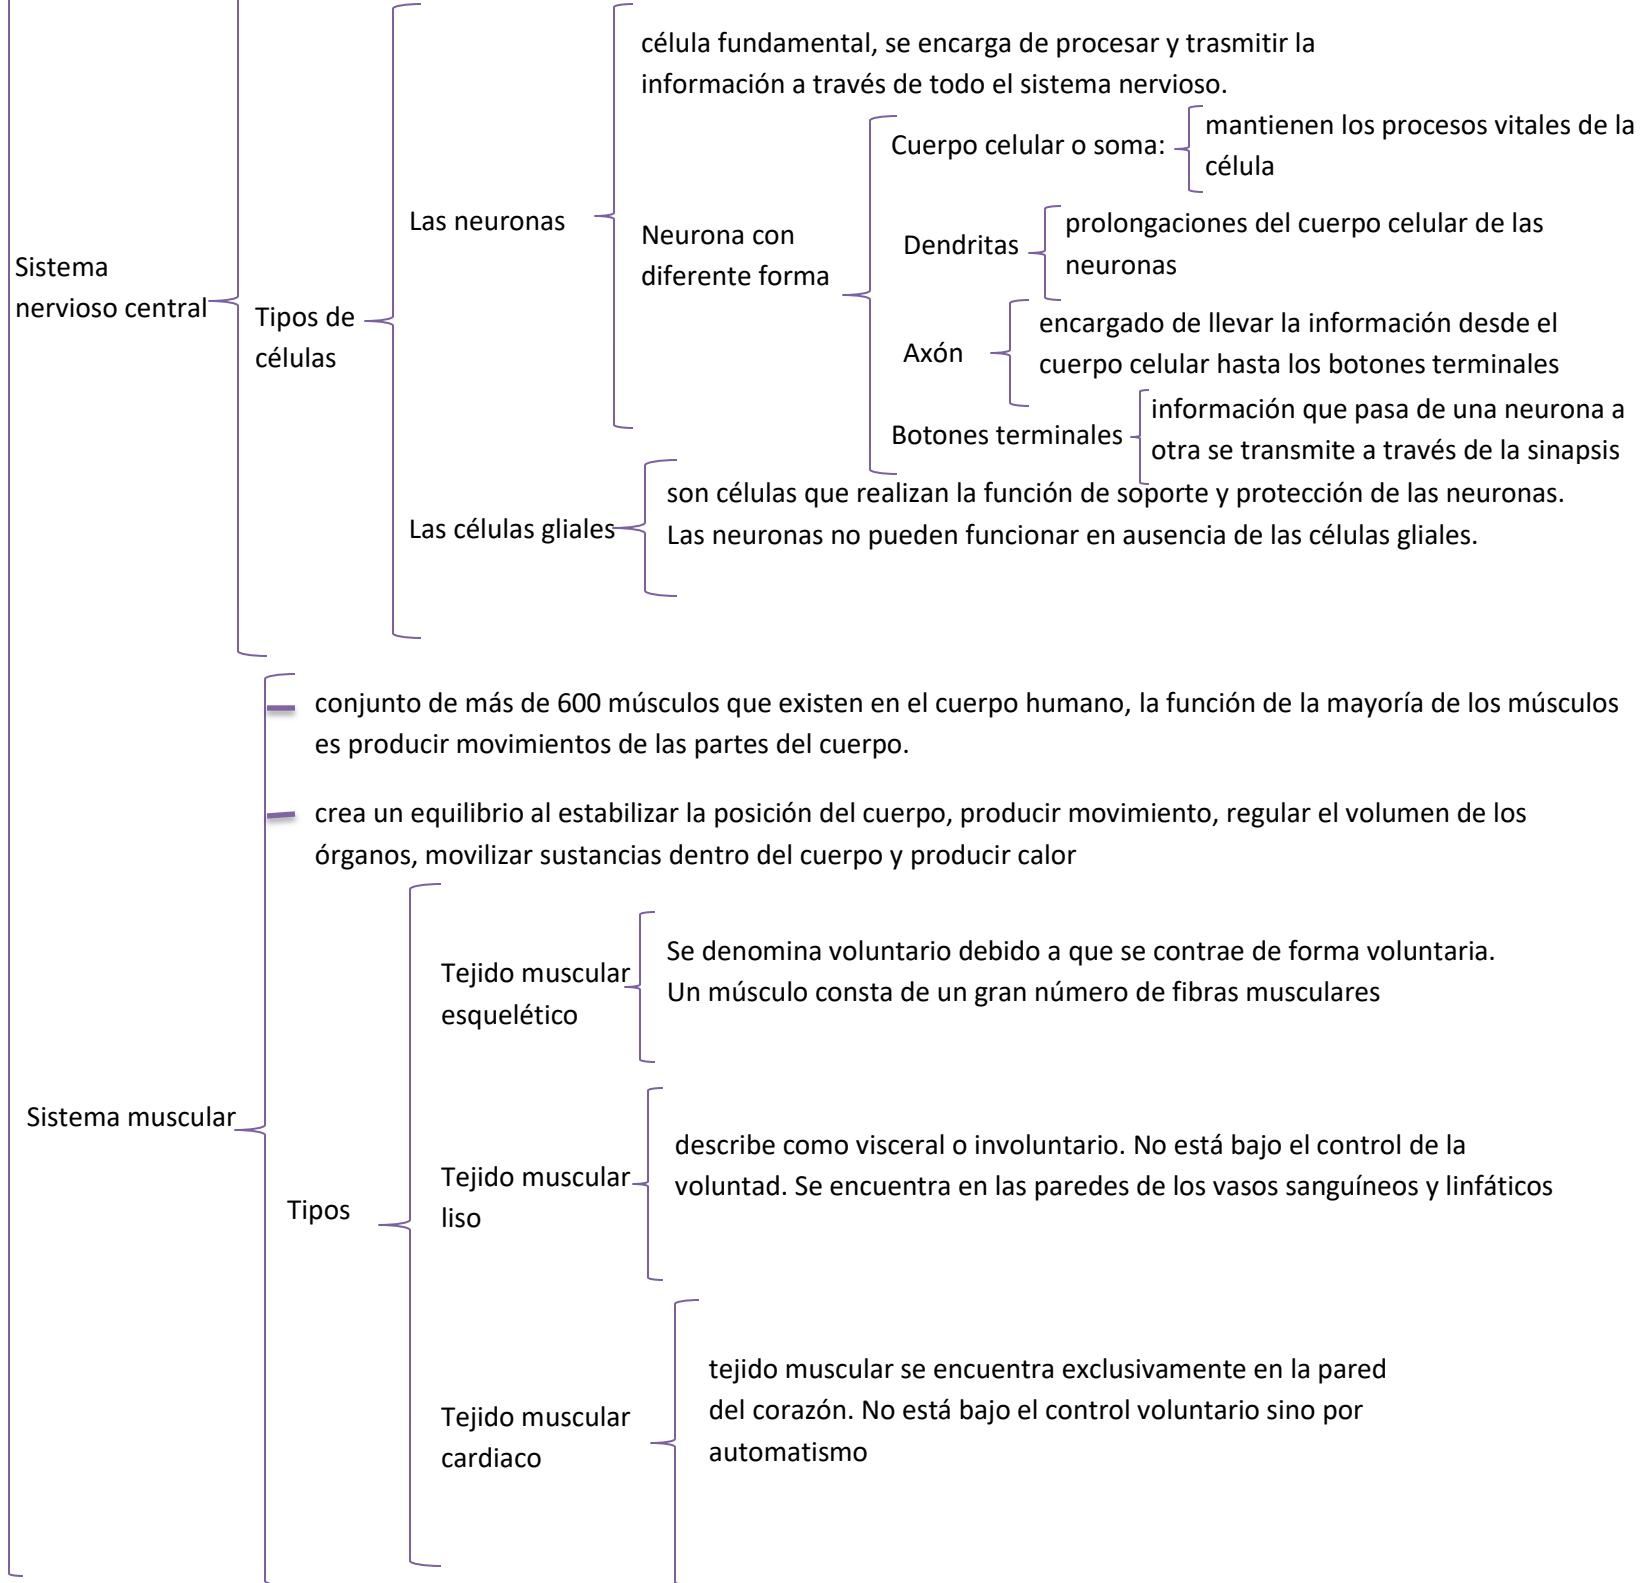 célula fundamental, se encarga de procesar y trasmitir la
información a través de todo el sistema nervioso.
Cuerpo celular o soma:
mantienen los procesos vitales de la
célula
Las neuronas
Neurona con
diferente forma
Dendritas
prolongaciones del cuerpo celular de las
neuronas
Sistema
nervioso central
Tipos de
células
Axón
encargado de llevar la información desde el
cuerpo celular hasta los botones terminales
Botones terminales
información que pasa de una neurona a
otra se transmite a través de la sinapsis
Las células gliales
son células que realizan la función de soporte y protección de las neuronas.
Las neuronas no pueden funcionar en ausencia de las células gliales.
conjunto de más de 600 músculos que existen en el cuerpo humano, la función de la mayoría de los músculos
es producir movimientos de las partes del cuerpo.
crea un equilibrio al estabilizar la posición del cuerpo, producir movimiento, regular el volumen de los
órganos, movilizar sustancias dentro del cuerpo y producir calor
Tejido muscular
esquelético
Se denomina voluntario debido a que se contrae de forma voluntaria.
Un músculo consta de un gran número de fibras musculares
Sistema muscular
Tipos
Tejido muscular
liso
describe como visceral o involuntario. No está bajo el control de la
voluntad. Se encuentra en las paredes de los vasos sanguíneos y linfáticos
Tejido muscular
cardiaco
tejido muscular se encuentra exclusivamente en la pared
del corazón. No está bajo el control voluntario sino por
automatismo